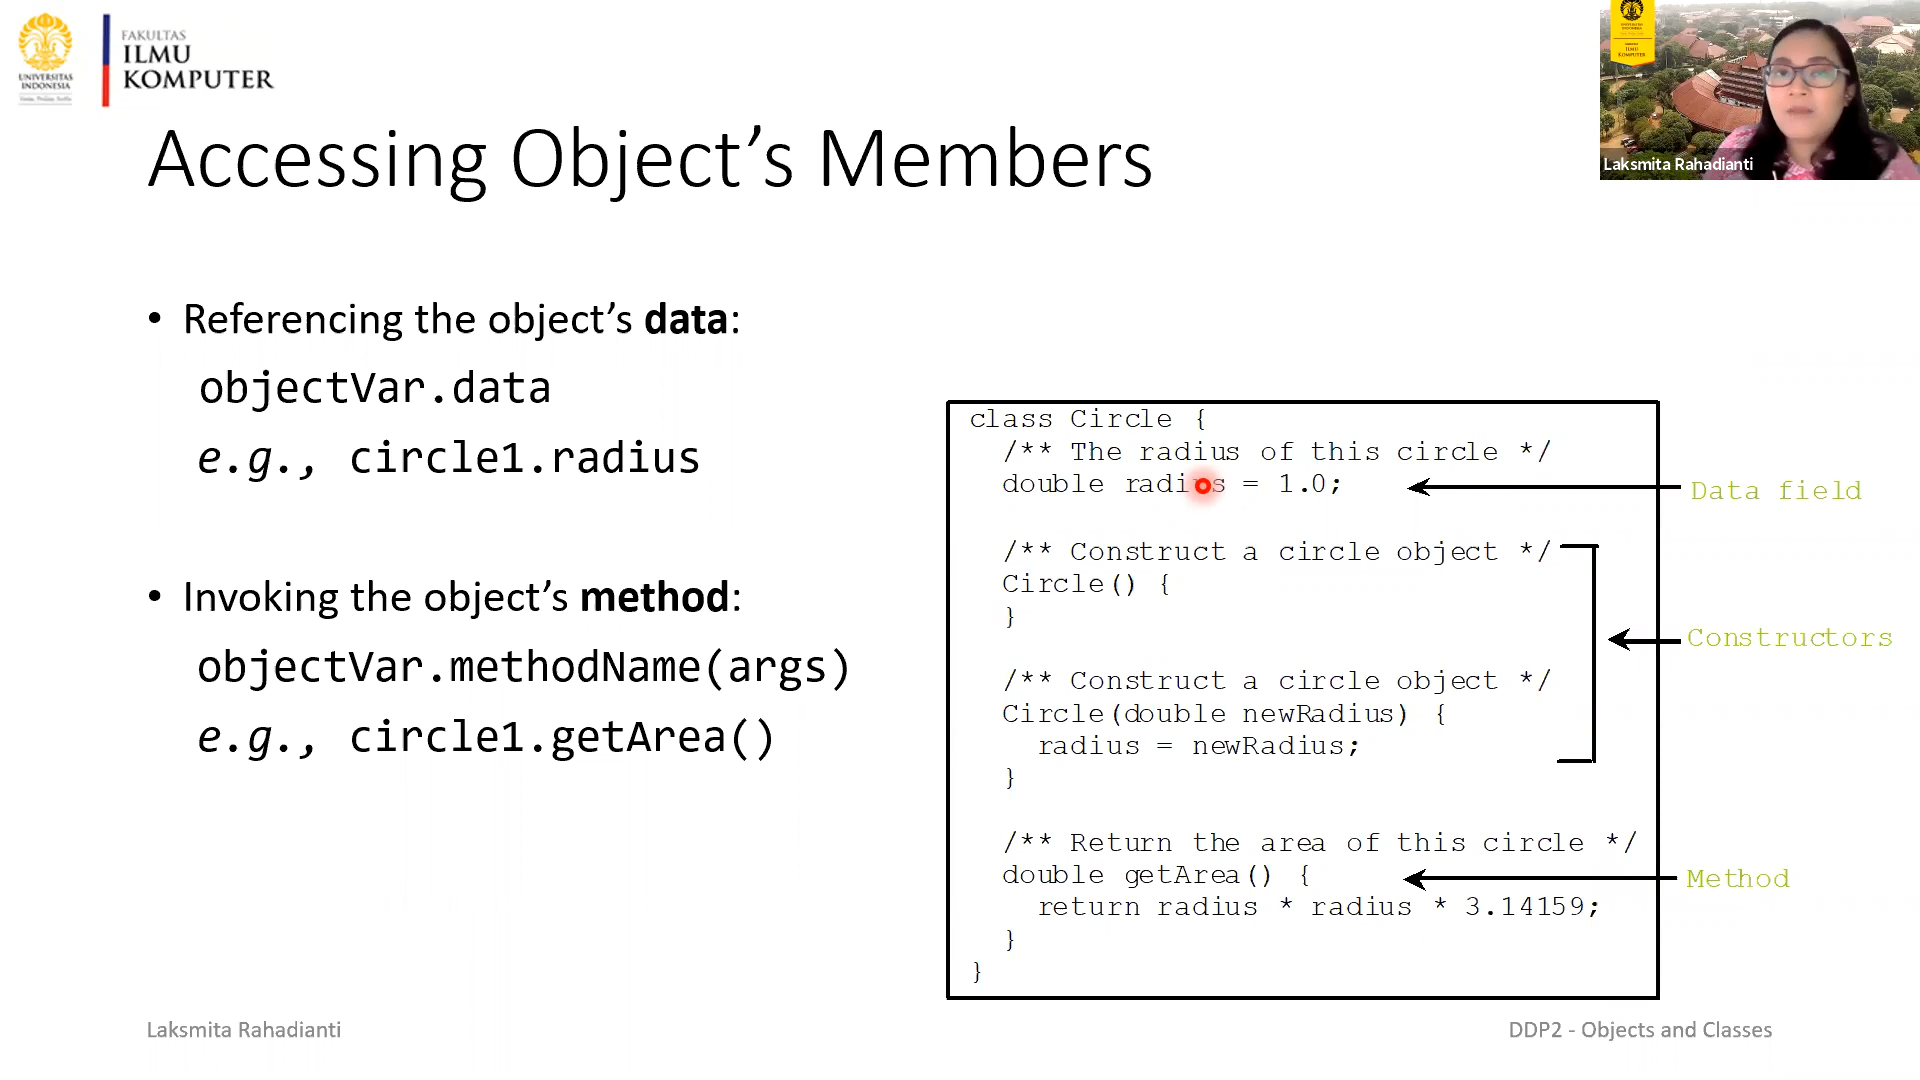 UNIVERSITAS
INDONESIA
FAKULTAS
ILMU
KOMPUTER
Laksmita Rahadianti
Accessing Object’s Members
• Referencing the object’s data:
objectVar.data
e.g., circle1.radius
• Invoking the object’s method:
objectVar.methodName(args)
e.g., circle1.getArea()
class Circle {
/** The radius of this circle */
double radius = 1.0;
/** Construct a circle object */
Circle() {
}
/** Construct a circle object */
Circle(double newRadius) {
radius = newRadius;
}
/** Return the area of this circle */
double getArea() {
return radius * radius * 3.14159;
}
}
Data field
Constructors
Method
Laksmita Rahadianti
DDP2 - Objects and Classes